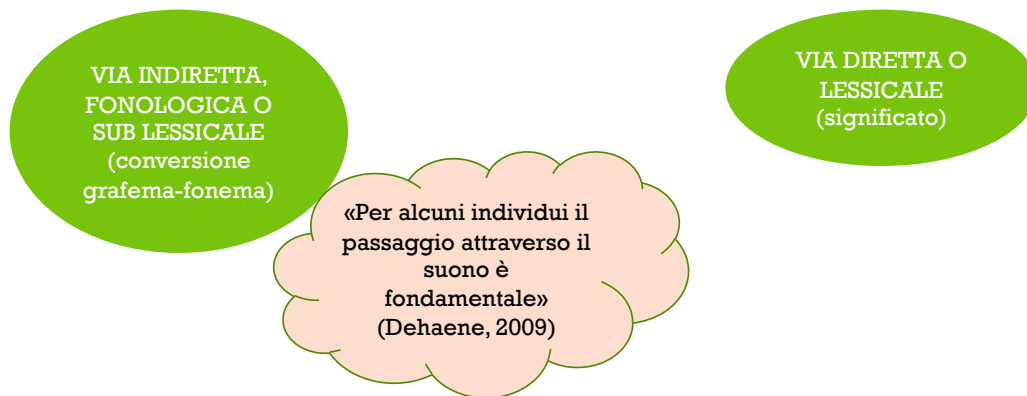 VIA INDIRETTA,
FONOLOGICA O
SUB LESSICALE
(conversione
grafema-fonema)
VIA DIRETTA O
LESSICALE
(significato)
«Per alcuni individui il
passaggio attraverso il
suono è
fondamentale»
(Dehaene, 2009)